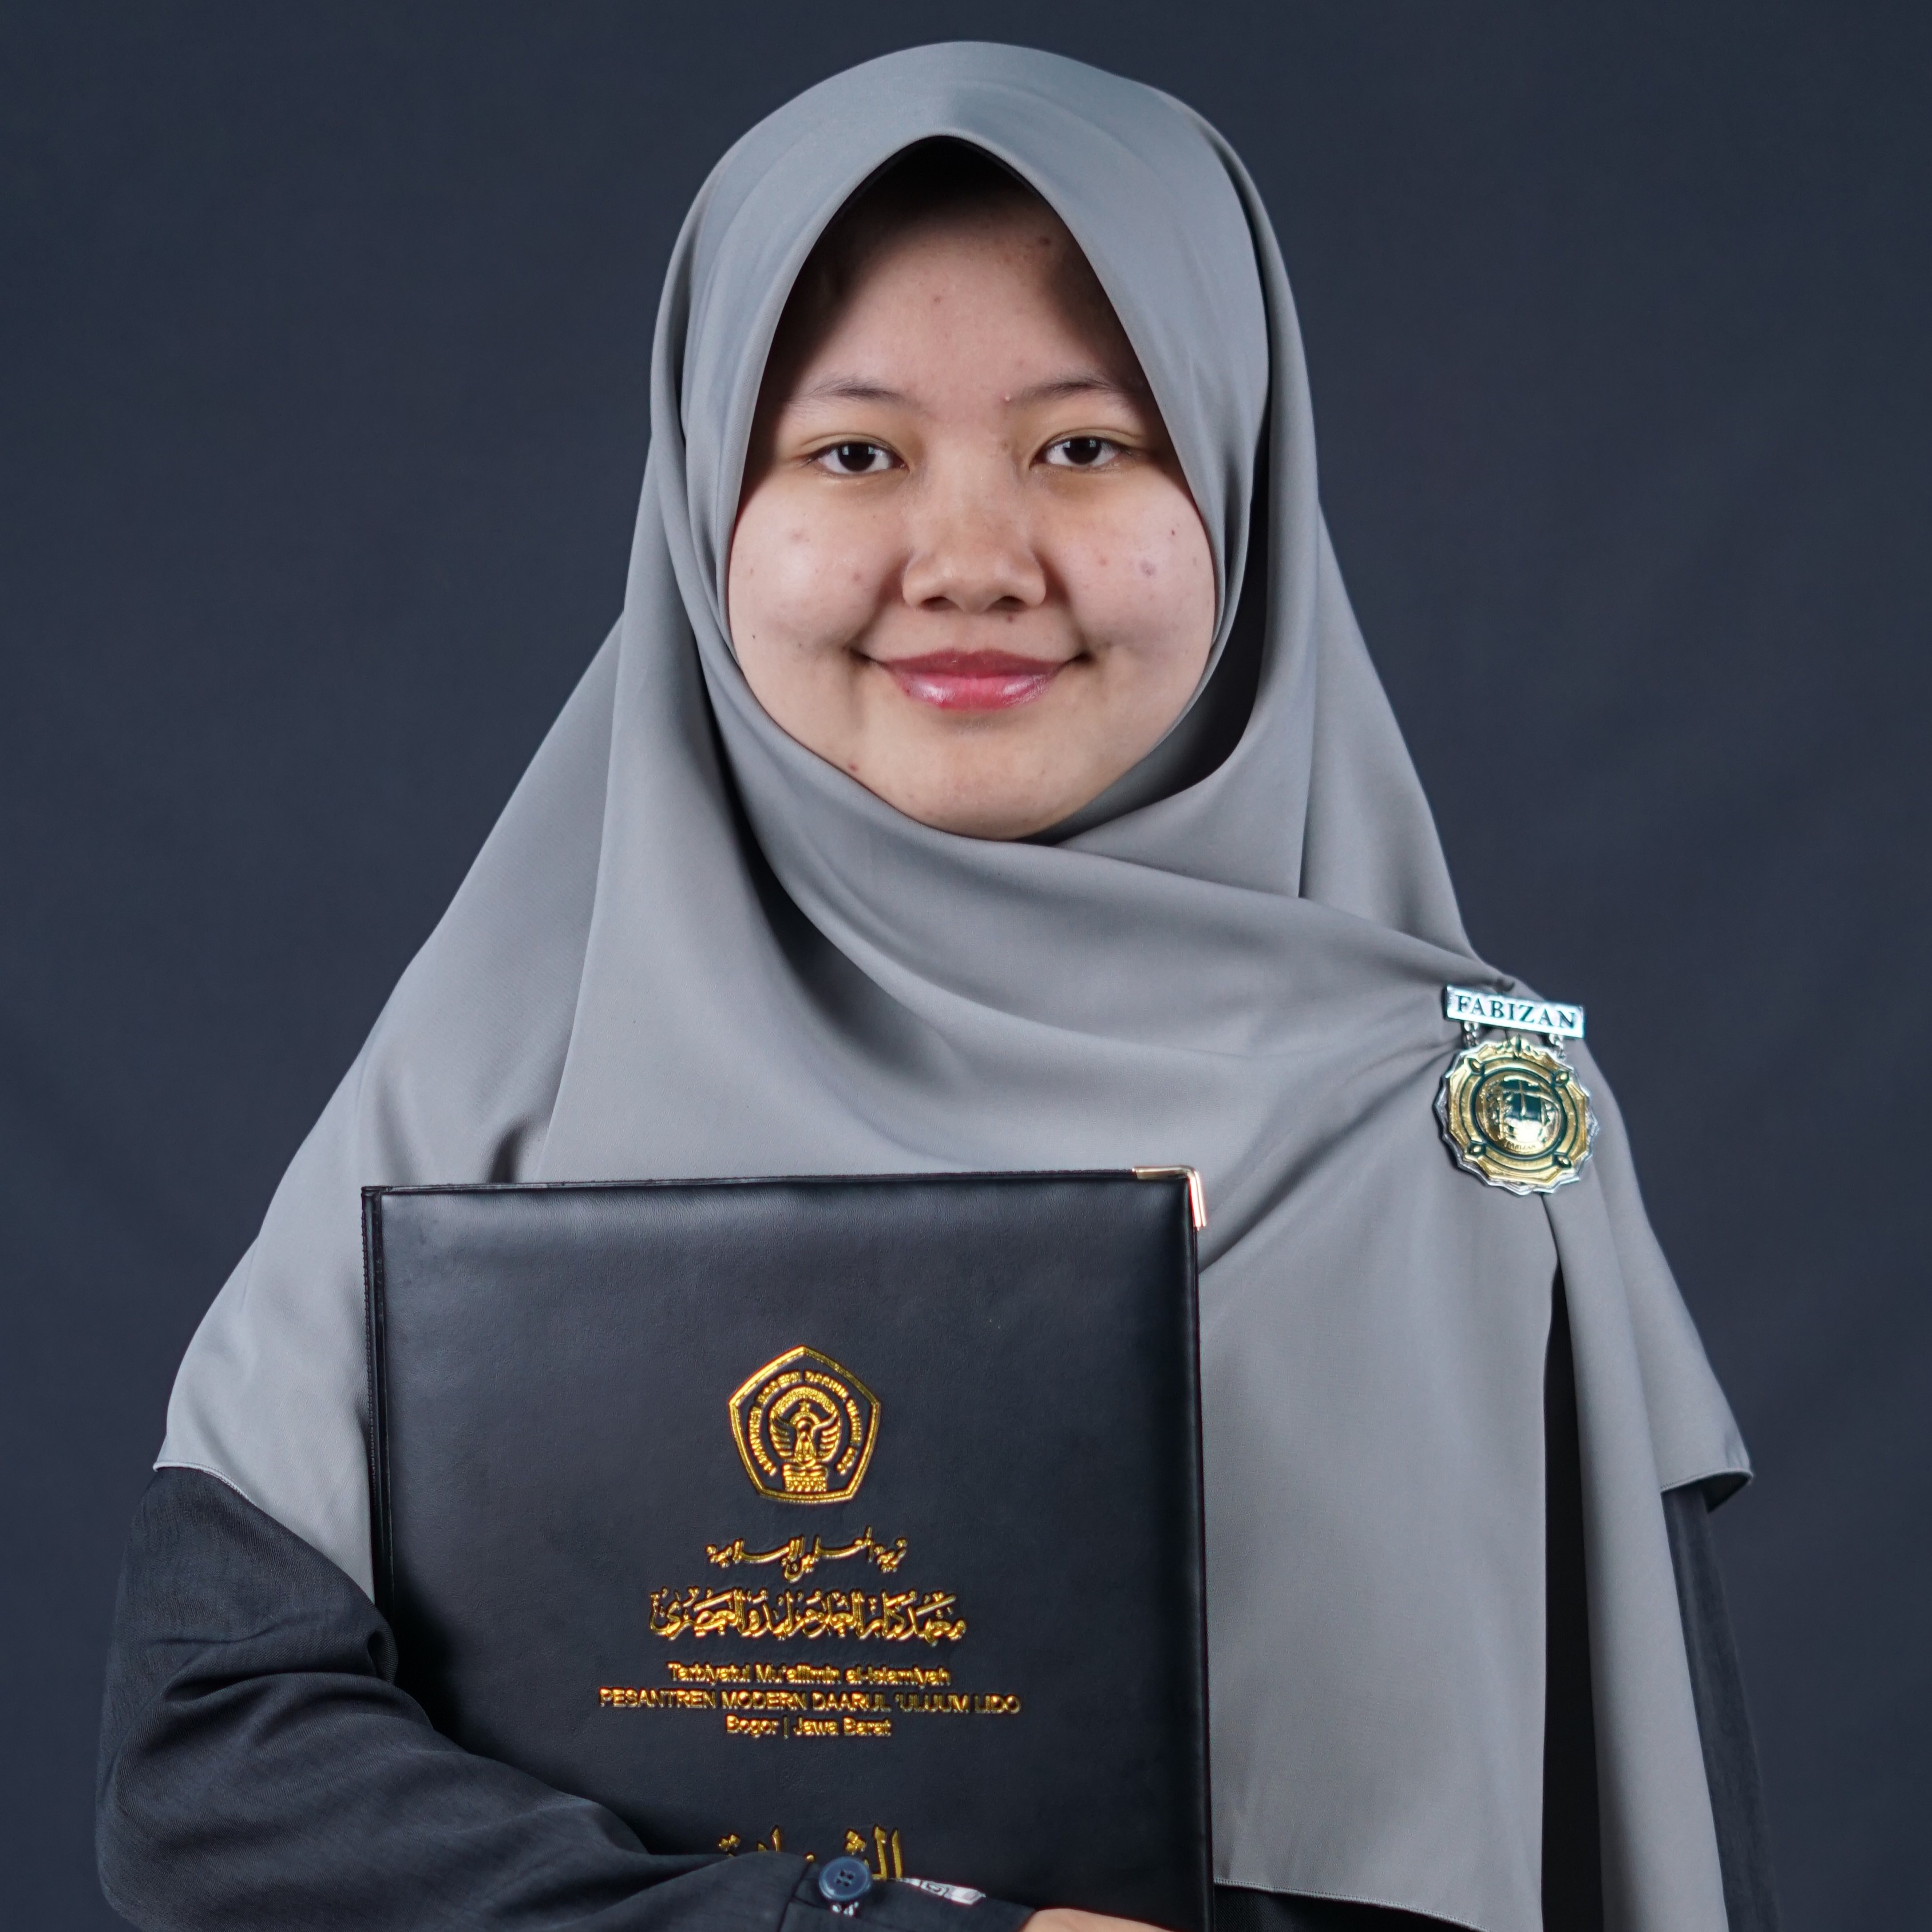 FABIZAN
BOGOR
تربية المعلمين الإسلامية
معهد دار العلوم ليدو العصري
Tarbiyatul Mu'allimin al-Islamiyah
PESANTREN MODERN DAARUL 'ULUUM LIDO
Bogor | Jawa Barat